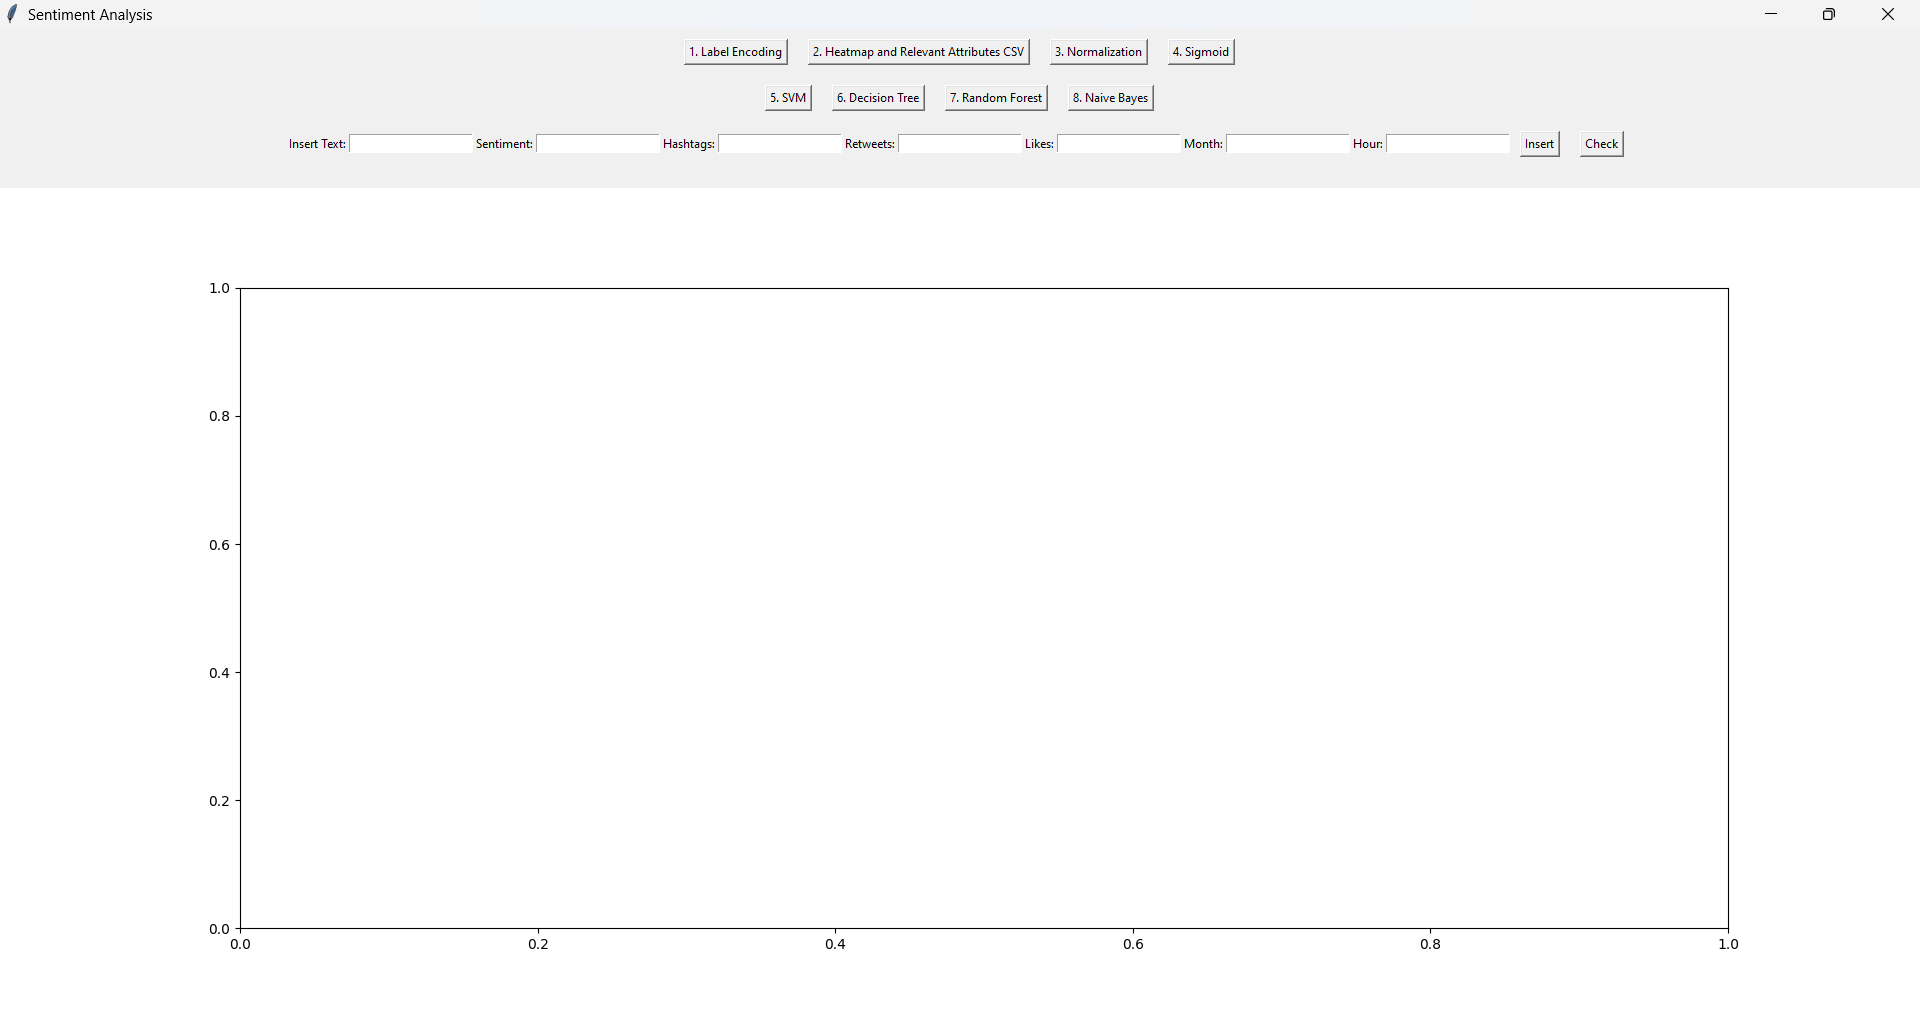 Sentiment Analysis
1. Label Encoding 2. Heatmap and Relevant Attributes CSV 3. Normalization 4. Sigmoid
5. SVM 6. Decision Tree 7. Random Forest 8. Naive Bayes
Insert Text: Sentiment: Hashtags: Retweets: Likes: Month: Hour: Insert Check
1.0
0.8
0.6
0.4
0.2
0.0
0.0 0.2 0.4 0.6 0.8 1.0